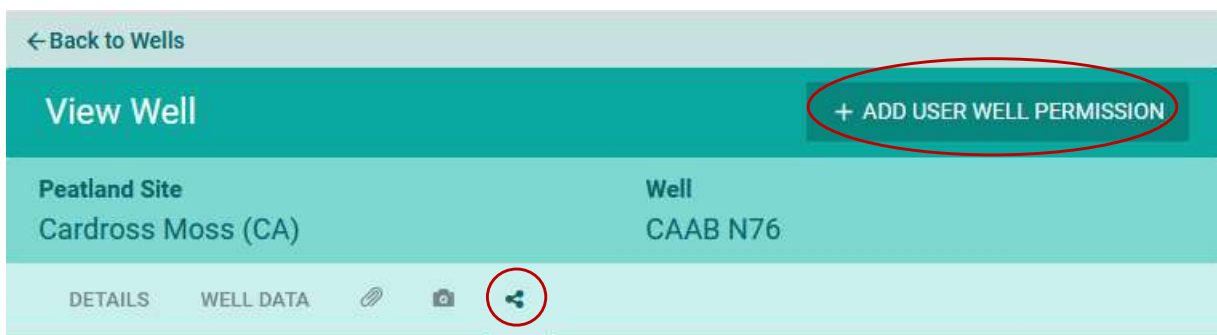 ←Back to Wells
View Well
+ ADD USER WELL PERMISSION
Peatland Site
Well
Cardross Moss (CA)
CAAB N76
DETAILS WELL DATA